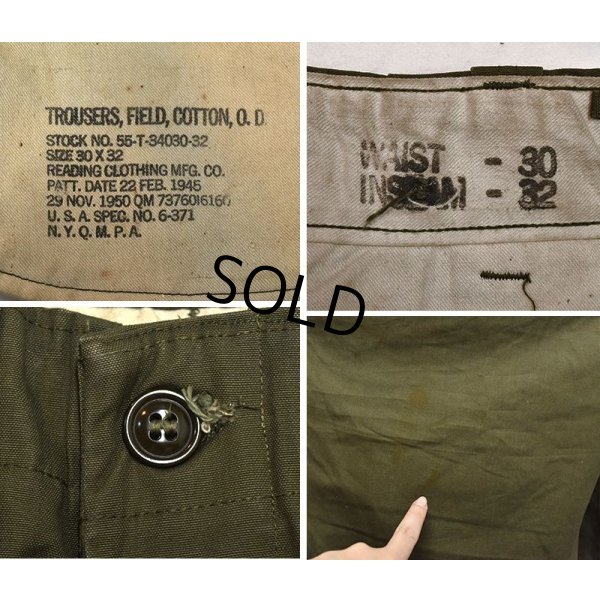 TROUSERS, FIELD, COTTON, O. D.
STOCK NO. 55-T-34030-32
SIZE 30 X 32
READING CLOTHING MFG. CO.
PATT. DATE 22 FEB. 1945
29 NOV. 1950 QM 7376016160
U. S. A. SPEC. NO. 6-371
N. Y. Q. M. P. A.
WAIST - 30
INSEAM - 32
SOLD